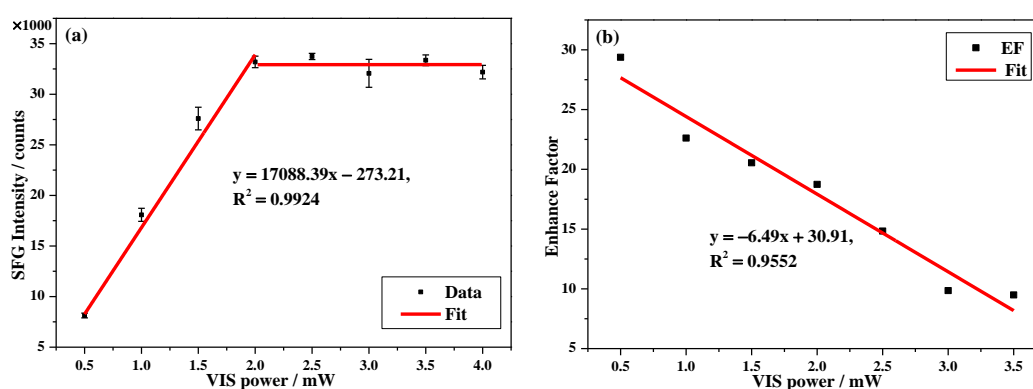 ×1000
(a)
35
30
25
20
15
10
5
SFG Intensity / counts
y = 17088.39x − 273.21,
R² = 0.9924
Data
Fit
0.5 1.0 1.5 2.0 2.5 3.0 3.5 4.0
VIS power / mW
(b)
30
25
20
15
10
5
Enhance Factor
EF
Fit
y = −6.49x + 30.91,
R² = 0.9552
0.5 1.0 1.5 2.0 2.5 3.0 3.5
VIS power / mW